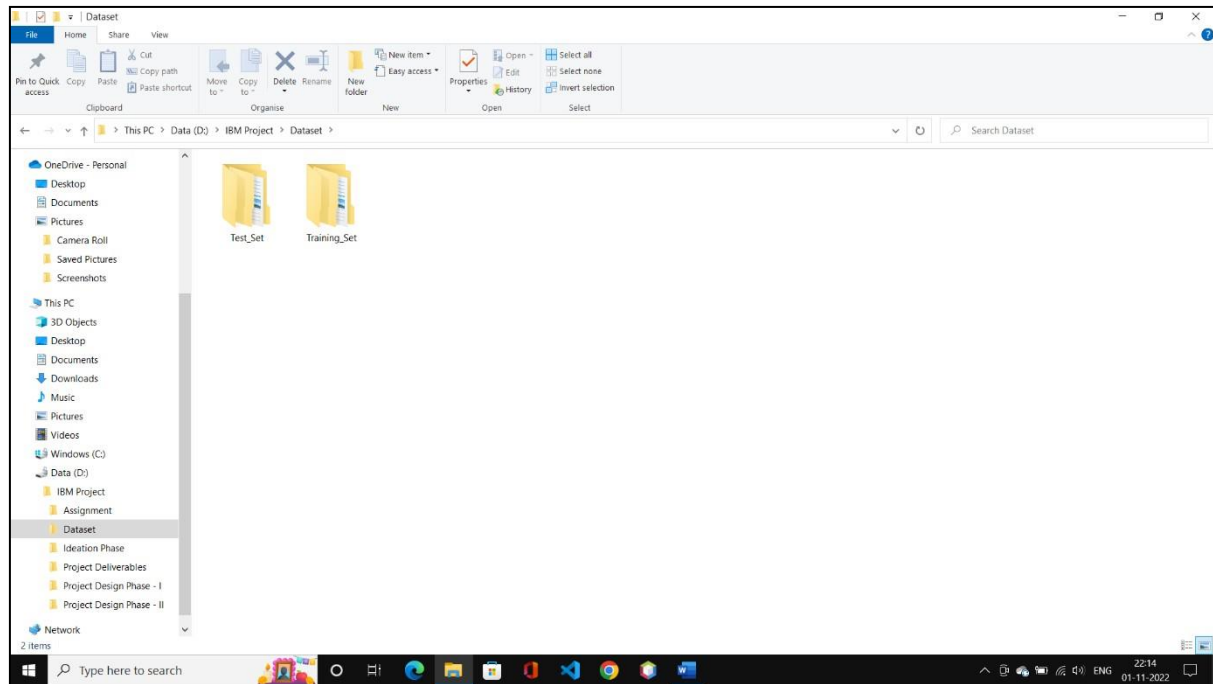 Dataset
File Home Share View
Pin to Quick access
Copy
Paste
Cut
Copy path
Paste shortcut
Clipboard
Move to
Copy to
Delete
Rename
Organise
New folder
New item
Easy access
New
Properties
Open
Edit
History
Open
Select all
Select none
Invert selection
Select
This PC > Data (D:) > IBM Project > Dataset >
Search Dataset
OneDrive - Personal
Desktop
Documents
Pictures
Camera Roll
Saved Pictures
Screenshots
This PC
3D Objects
Desktop
Documents
Downloads
Music
Pictures
Videos
Windows (C:)
Data (D:)
IBM Project
Assignment
Dataset
Ideation Phase
Project Deliverables
Project Design Phase - I
Project Design Phase - II
Network
Test_Set
Training_Set
2 items
Type here to search
ENG
22:14
01-11-2022